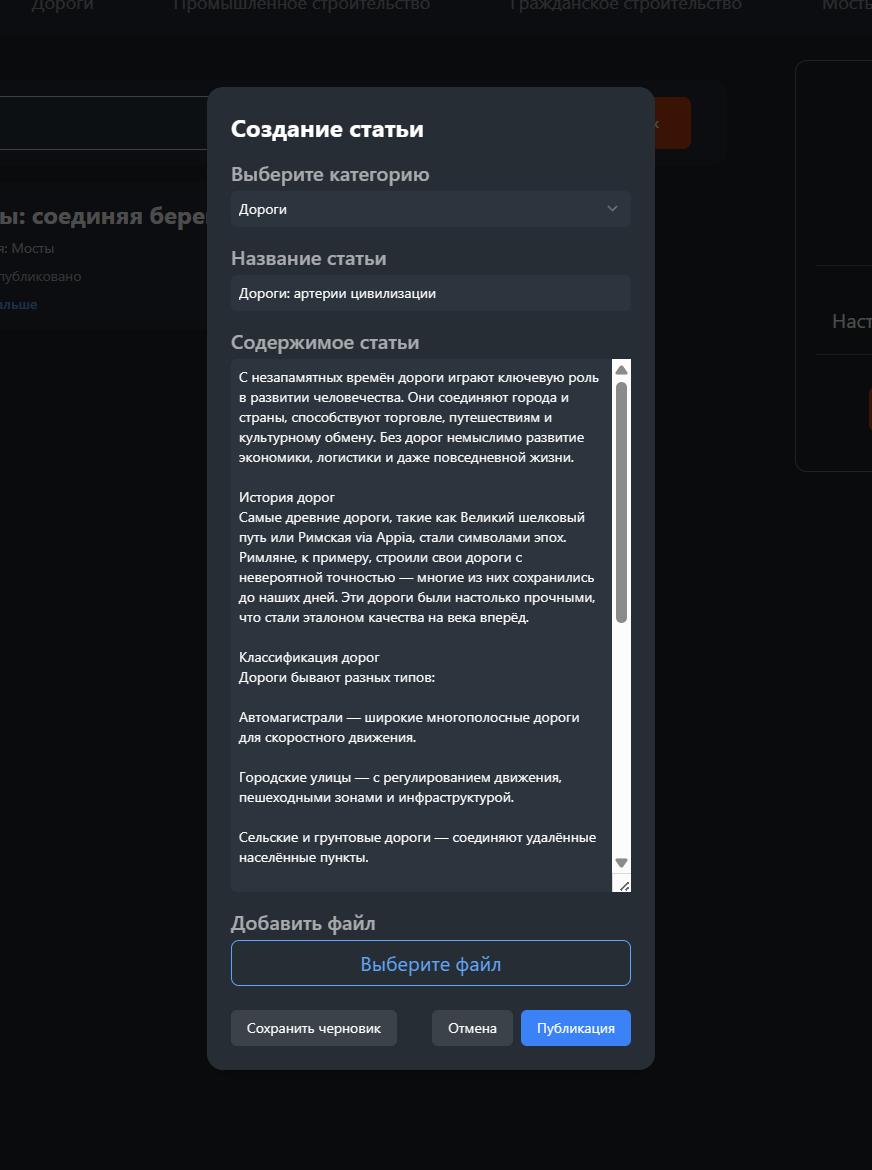 Дороги
Промышленное строительство
Гражданское строительство
Создание статьи
Выберите категорию
Дороги
Название статьи
Дороги: артерии цивилизации
Содержимое статьи
С незапамятных времён дороги играют ключевую роль
в развитии человечества. Они соединяют города и
страны, способствуют торговле, путешествиям и
культурному обмену. Без дорог немыслимо развитие
экономики, логистики и даже повседневной жизни.
История дорог
Самые древние дороги, такие как Великий шелковый
путь или Римская via Appia, стали символами эпох.
Римляне, к примеру, строили свои дороги с
невероятной точностью — многие из них сохранились
до наших дней. Эти дороги были настолько прочными,
что стали эталоном качества на века вперёд.
Классификация дорог
Дороги бывают разных типов:
Автомагистрали — широкие многополосные дороги
для скоростного движения.
Городские улицы — с регулированием движения,
пешеходными зонами и инфраструктурой.
Сельские и грунтовые дороги — соединяют удалённые
населённые пункты.
Добавить файл
Выберите файл
Сохранить черновик
Отмена
Публикация
ы: соединяя бере
я: Мосты
публиковано
альше
Наст